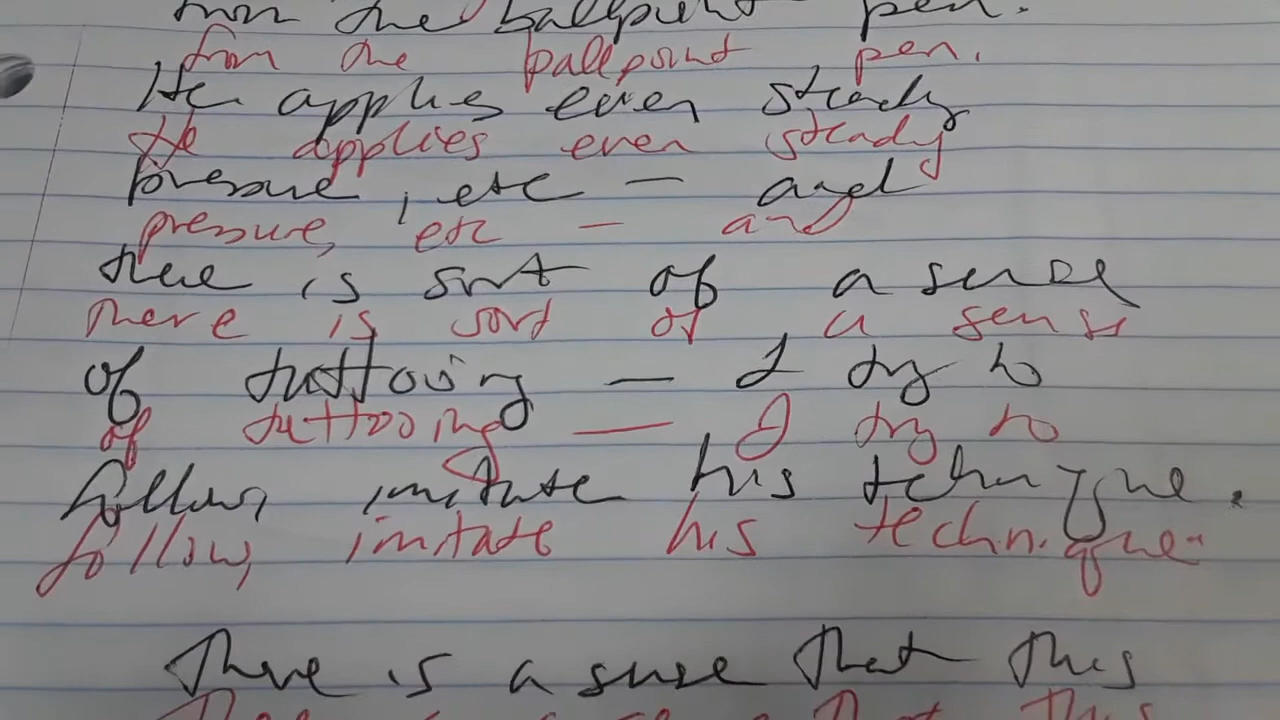 from the ballpoint pen.
from the ballpoint pen.
He applies even steady
He applies even steady
pressure, etc — and
pressure, etc — and
there is sort of a sense
There is sort of a sense
of tattooing — I try to
of tattooing — I try to
follow, imitate his technique.
follow, imitate his technique.
There is a sense that this
that this